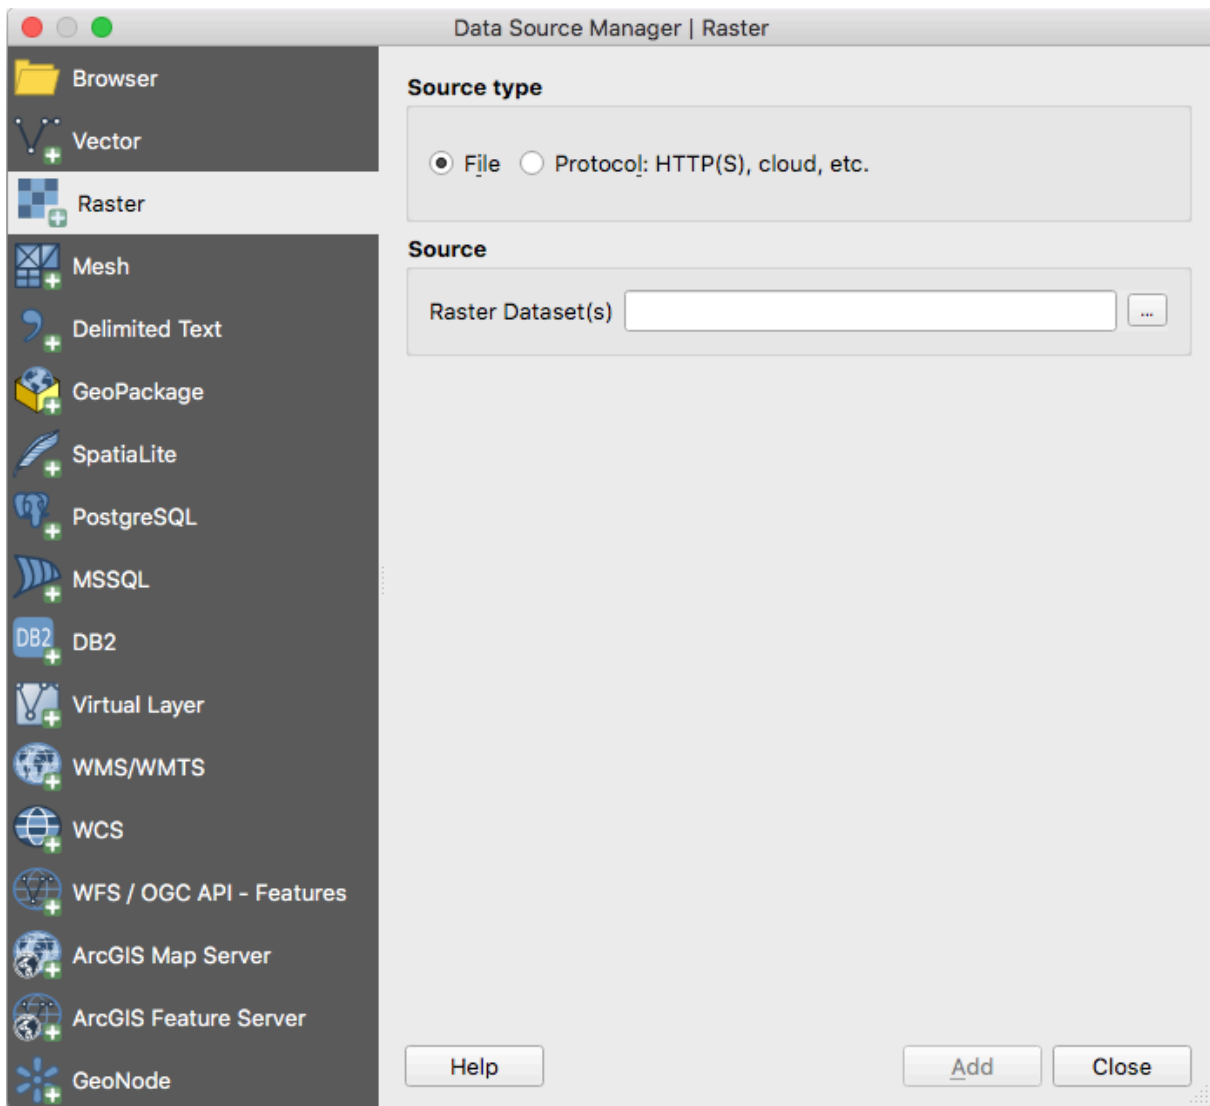 Data Source Manager | Raster
Browser
Vector
Raster
Mesh
Delimited Text
GeoPackage
SpatiaLite
PostgreSQL
MSSQL
DB2
DB2
Virtual Layer
WMS/WMTS
WCS
WFS / OGC API - Features
ArcGIS Map Server
ArcGIS Feature Server
GeoNode
Source type
File Protocol: HTTP(S), cloud, etc.
Source
Raster Dataset(s) ...
Help Add Close